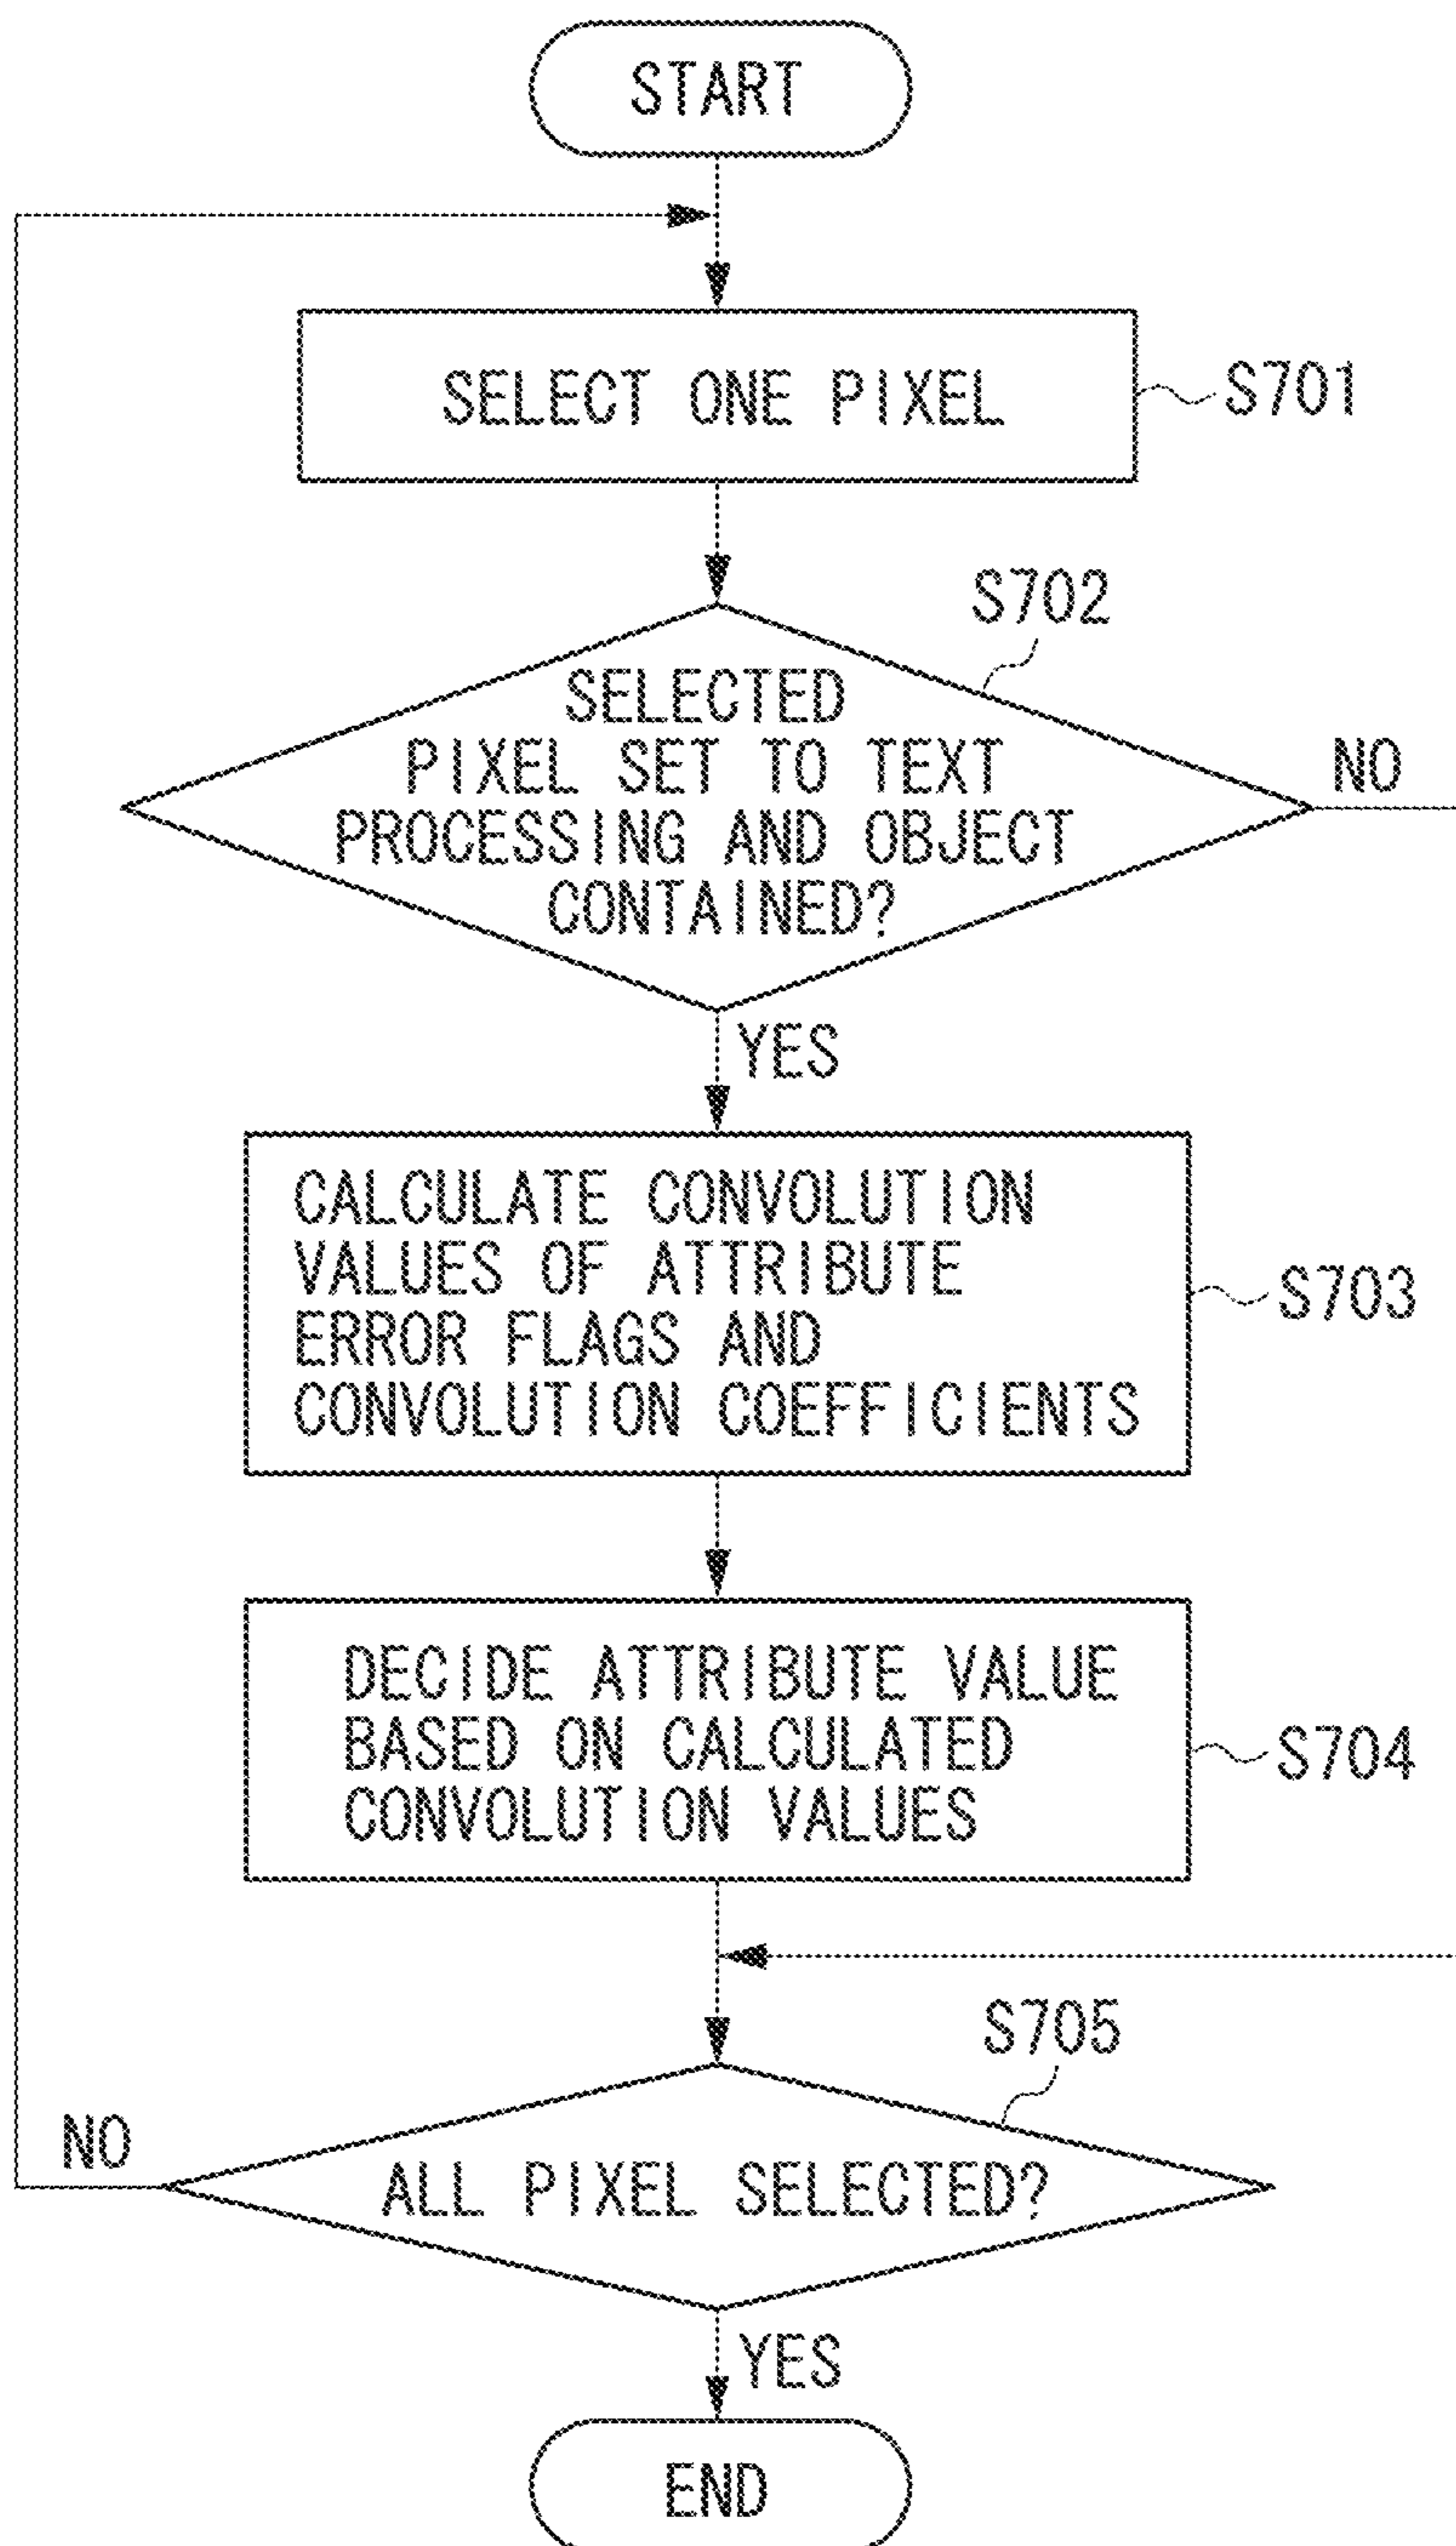 START
SELECT ONE PIXEL
S701
S702
SELECTED
PIXEL SET TO TEXT
PROCESSING AND OBJECT
CONTAINED?
NO
YES
CALCULATE CONVOLUTION
VALUES OF ATTRIBUTE
ERROR FLAGS AND
CONVOLUTION COEFFICIENTS
S703
DECIDE ATTRIBUTE VALUE
BASED ON CALCULATED
CONVOLUTION VALUES
S704
S705
NO
ALL PIXEL SELECTED?
YES
END